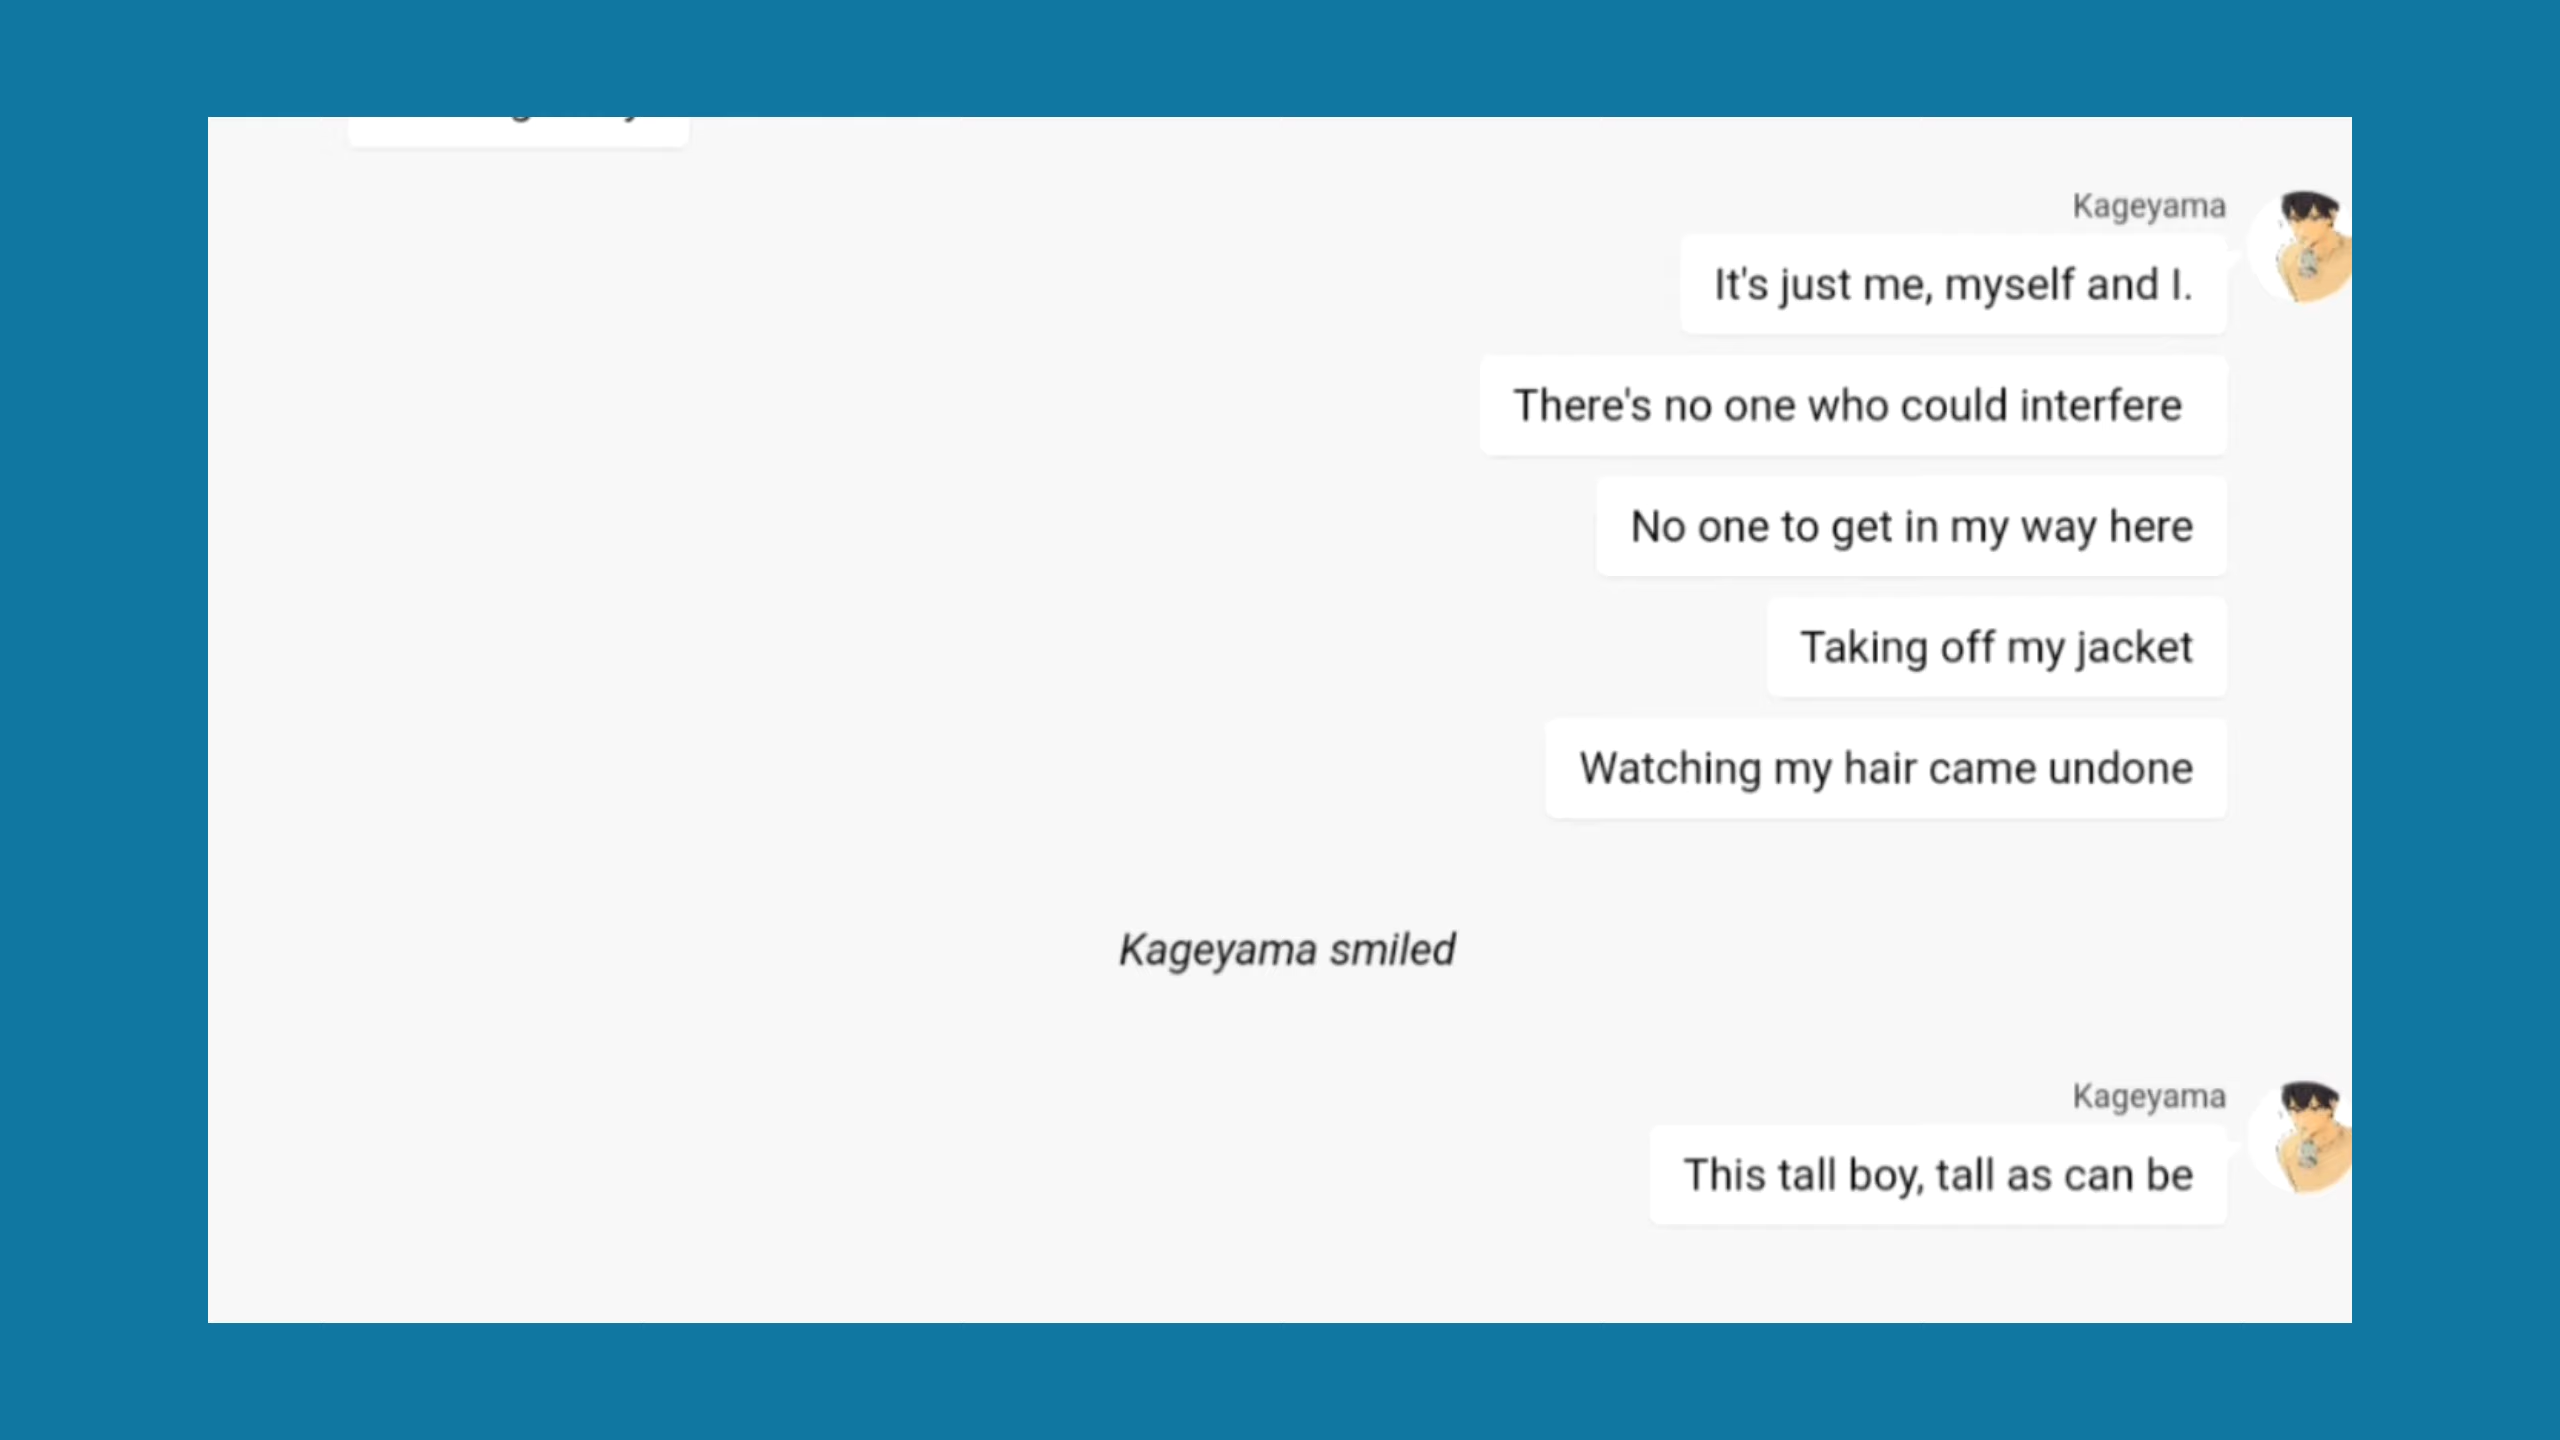 Kageyama
It's just me, myself and I.
There's no one who could interfere
No one to get in my way here
Taking off my jacket
Watching my hair came undone
Kageyama smiled
Kageyama
This tall boy, tall as can be